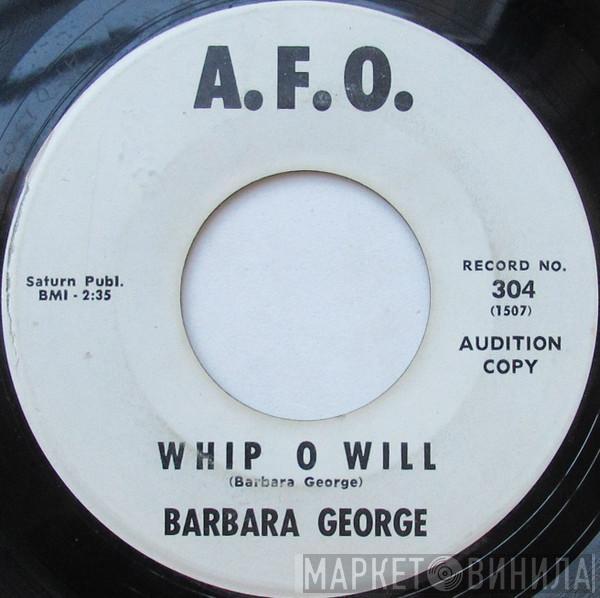 A.F.O.
Saturn Publ.
BMI - 2:35
RECORD NO.
304
(1507)
AUDITION
COPY
WHIP O WILL
(Barbara George)
BARBARA GEORGE
МАРКЕТ ВИНИЛА